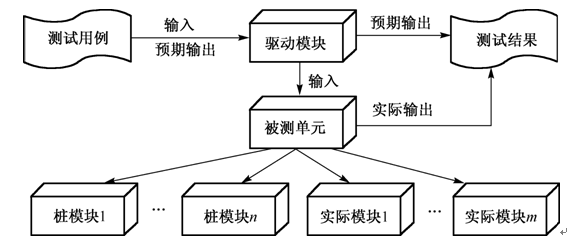 测试用例
输入
预期输出
驱动模块
预期输出
测试结果
输入
被测单元
实际输出
桩模块1
...
桩模块n
实际模块1
...
实际模块m